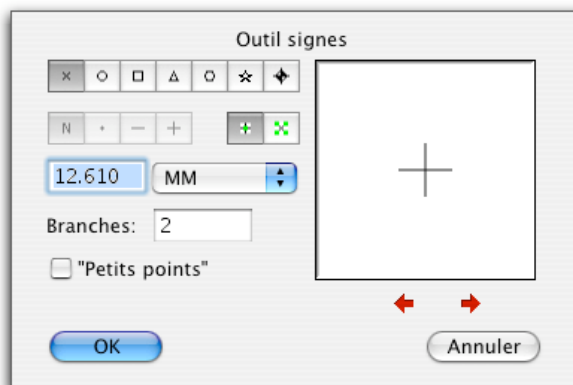 Outil signes
N
12.610 MM
Branches: 2
"Petits points"
OK Annuler